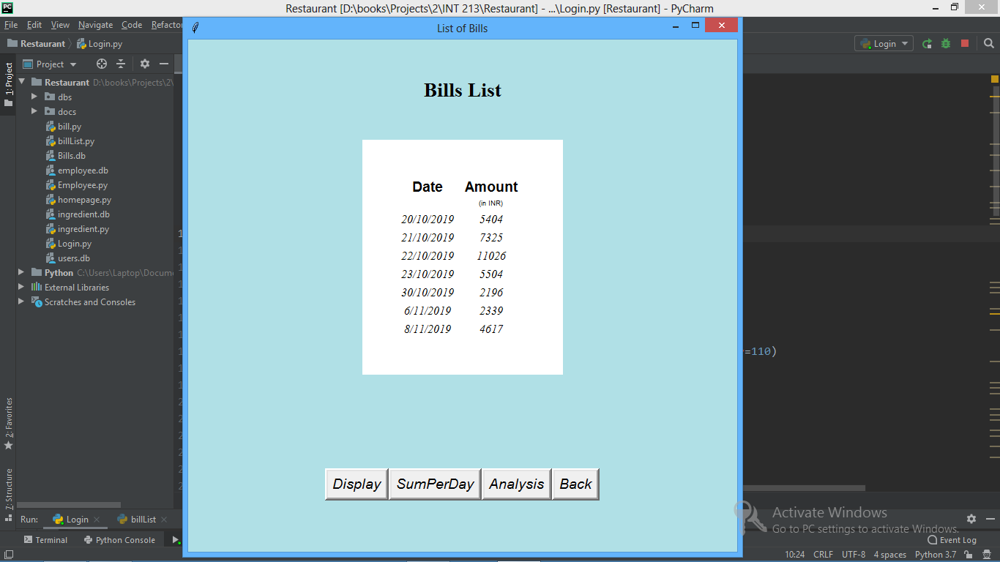 Restaurant [D:\books\Projects\2\INT 213\Restaurant] - ...\Login.py [Restaurant] - PyCharm
File Edit View Navigate Code Refactor
List of Bills
Restaurant Login.py
Login
1: Project
Project
Restaurant D:\books\Projects\2\
dbs
docs
bill.py
billList.py
Bills.db
employee.db
Employee.py
homepage.py
ingredient.db
ingredient.py
Login.py
users.db
Python C:\Users\Laptop\Docume
External Libraries
Scratches and Consoles
Bills List
Date Amount
(in INR)
20/10/2019 5404
21/10/2019 7325
22/10/2019 11026
23/10/2019 5504
30/10/2019 2196
6/11/2019 2339
8/11/2019 4617
=110)
Display SumPerDay Analysis Back
2: Favorites
7: Structure
Activate Windows
Go to PC settings to activate Windows.
Run: Login billList
Terminal Python Console
Event Log
10:24 CRLF UTF-8 4 spaces Python 3.7